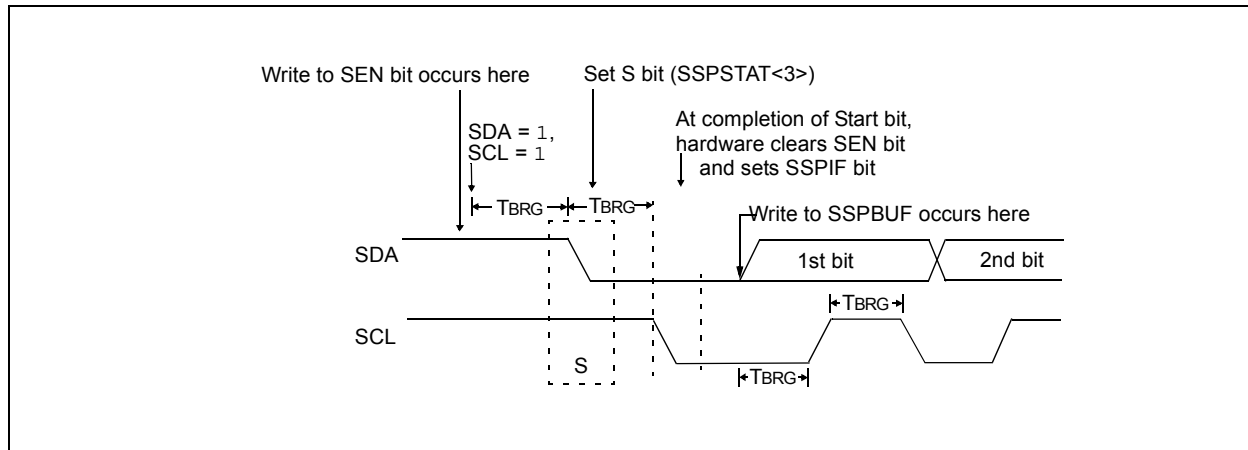 Write to SEN bit occurs here
Set S bit (SSPSTAT<3>)
SDA = 1,
SCL = 1
At completion of Start bit,
hardware clears SEN bit
and sets SSPIF bit
TBRG
TBRG
Write to SSPBUF occurs here
SDA
1st bit
2nd bit
TBRG
SCL
S
TBRG